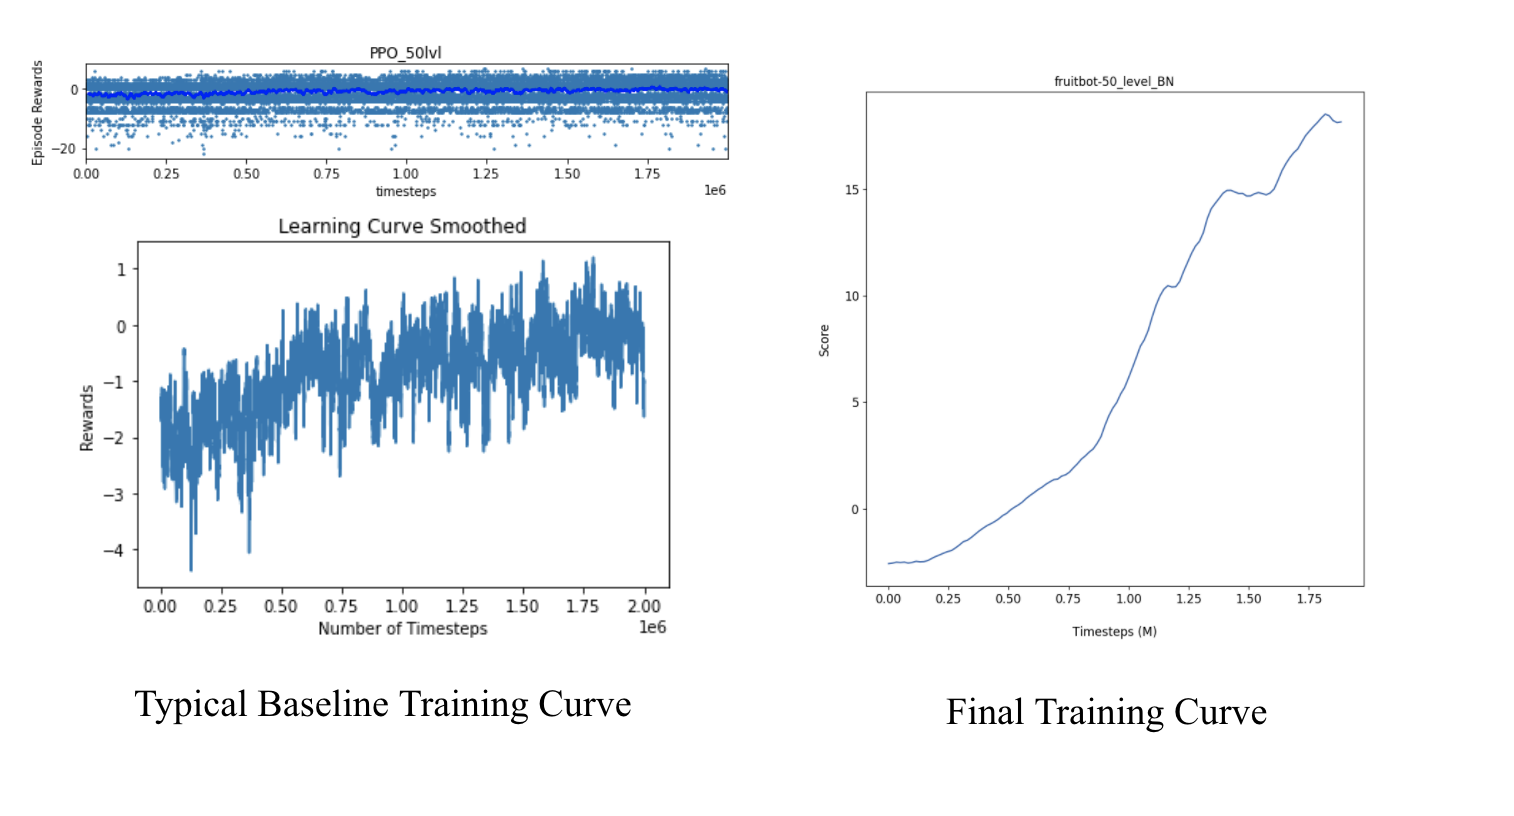 PPO_50lvl
Episode Rewards
0
−20
0.00 0.25 0.50 0.75 1.00 1.25 1.50 1.75
1e6
timesteps
Learning Curve Smoothed
Rewards
1
0
−1
−2
−3
−4
0.00 0.25 0.50 0.75 1.00 1.25 1.50 1.75 2.00
Number of Timesteps
1e6
Typical Baseline Training Curve
fruitbot-50_level_BN
Score
15
10
5
0
0.00 0.25 0.50 0.75 1.00 1.25 1.50 1.75
Timesteps (M)
Final Training Curve